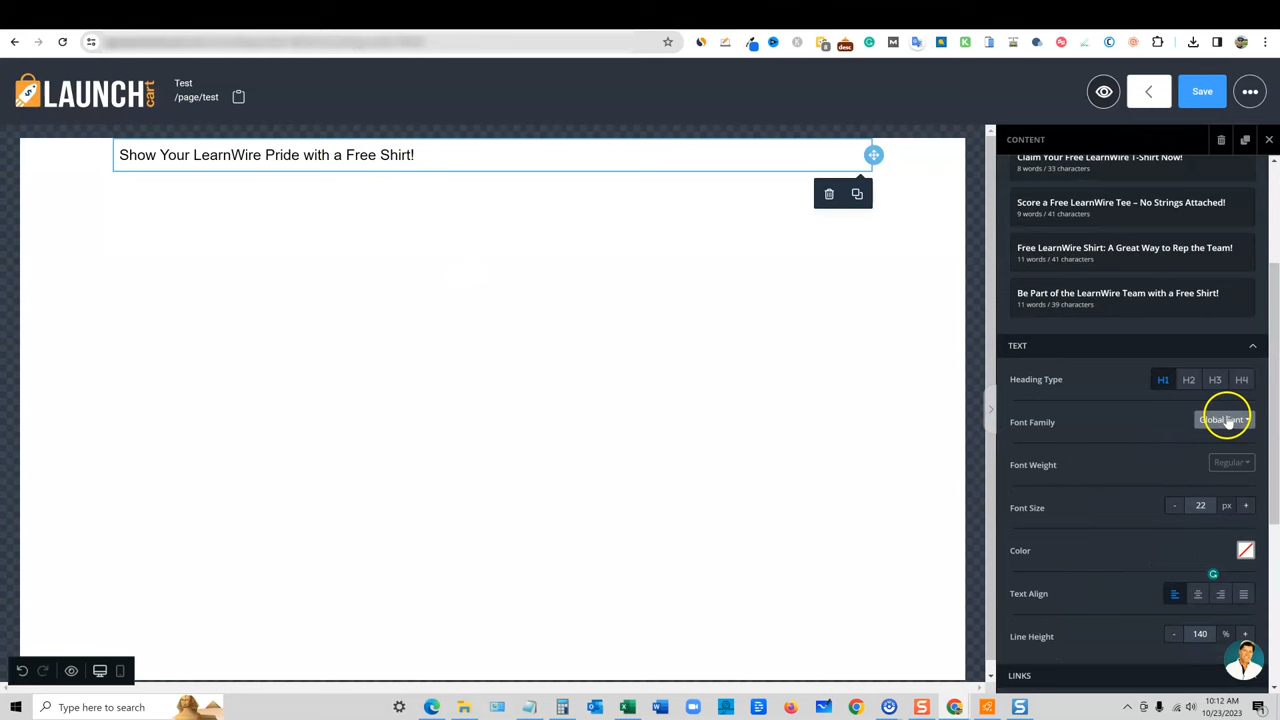 LAUNCH cart
Test
/page/test
Save
Show Your LearnWire Pride with a Free Shirt!
CONTENT
Claim Your Free LearnWire T-Shirt Now!
8 words / 33 characters
Score a Free LearnWire Tee – No Strings Attached!
9 words / 41 characters
Free LearnWire Shirt: A Great Way to Rep the Team!
11 words / 41 characters
Be Part of the LearnWire Team with a Free Shirt!
11 words / 39 characters
TEXT
Heading Type H1 H2 H3 H4
Font Family Global Font
Font Weight Regular
Font Size - 22 px +
Color
Text Align
Line Height - 140 % +
LINKS
Type here to search
10:12 AM
10/23/2023